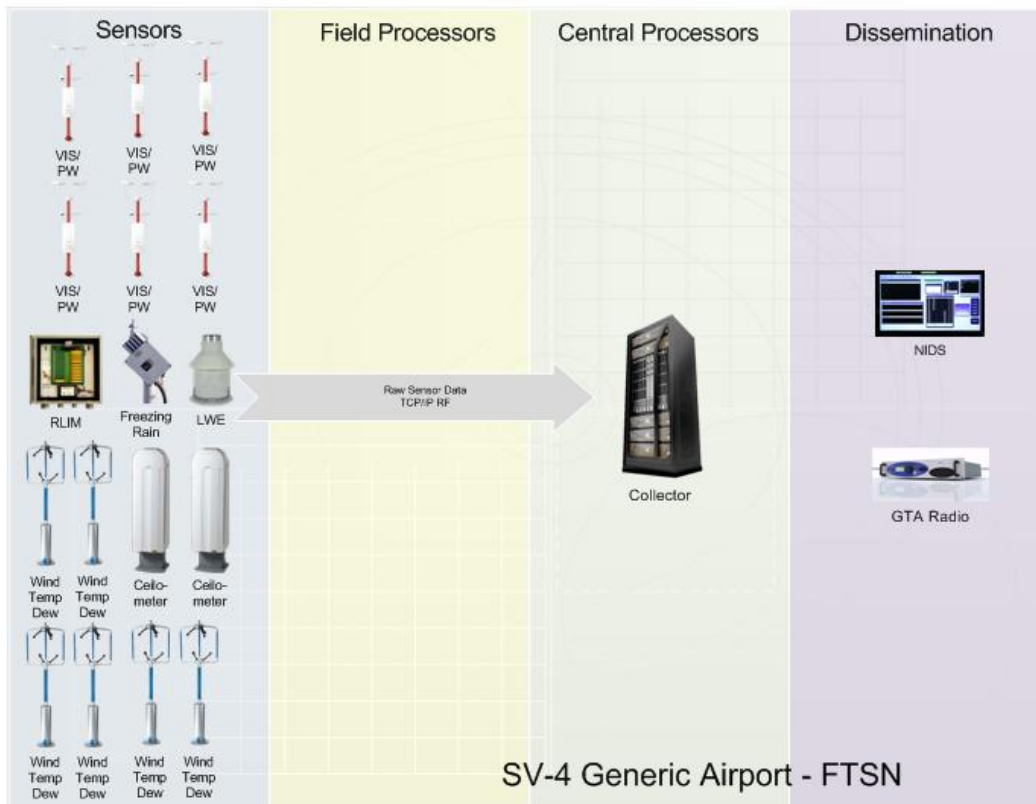 Sensors
Field Processors
Central Processors
Dissemination
VIS/
PW
VIS/
PW
VIS/
PW
VIS/
PW
VIS/
PW
VIS/
PW
RLIM
Freezing
Rain
LWE
Raw Sensor Data
TCP/IP RF
Collector
NIDS
GTA Radio
Wind
Temp
Dew
Wind
Temp
Dew
Ceilo-
meter
Ceilo-
meter
Wind
Temp
Dew
Wind
Temp
Dew
Wind
Temp
Dew
Wind
Temp
Dew
SV-4 Generic Airport - FTSN